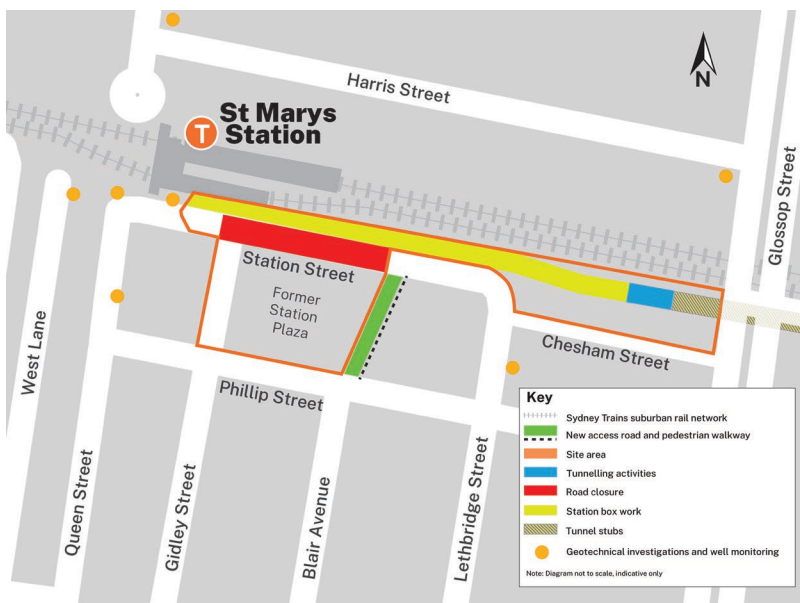 Harris Street
N
T
St Marys
Station
Glossop Street
Station Street
Former
Station
Plaza
West Lane
Chesham Street
Phillip Street
Queen Street
Gidley Street
Blair Avenue
Lethbridge Street
Key
Sydney Trains suburban rail network
New access road and pedestrian walkway
Site area
Tunnelling activities
Road closure
Station box work
Tunnel stubs
Geotechnical investigations and well monitoring
Note: Diagram not to scale, indicative only